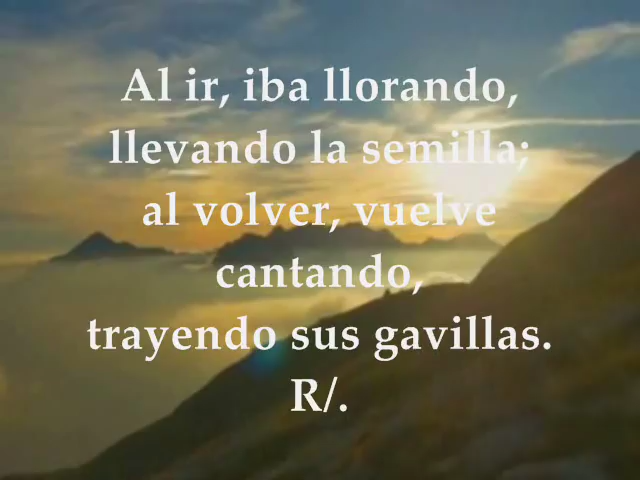 Al ir, iba llorando,
llevando la semilla;
al volver, vuelve
cantando,
trayendo sus gavillas.
R/.